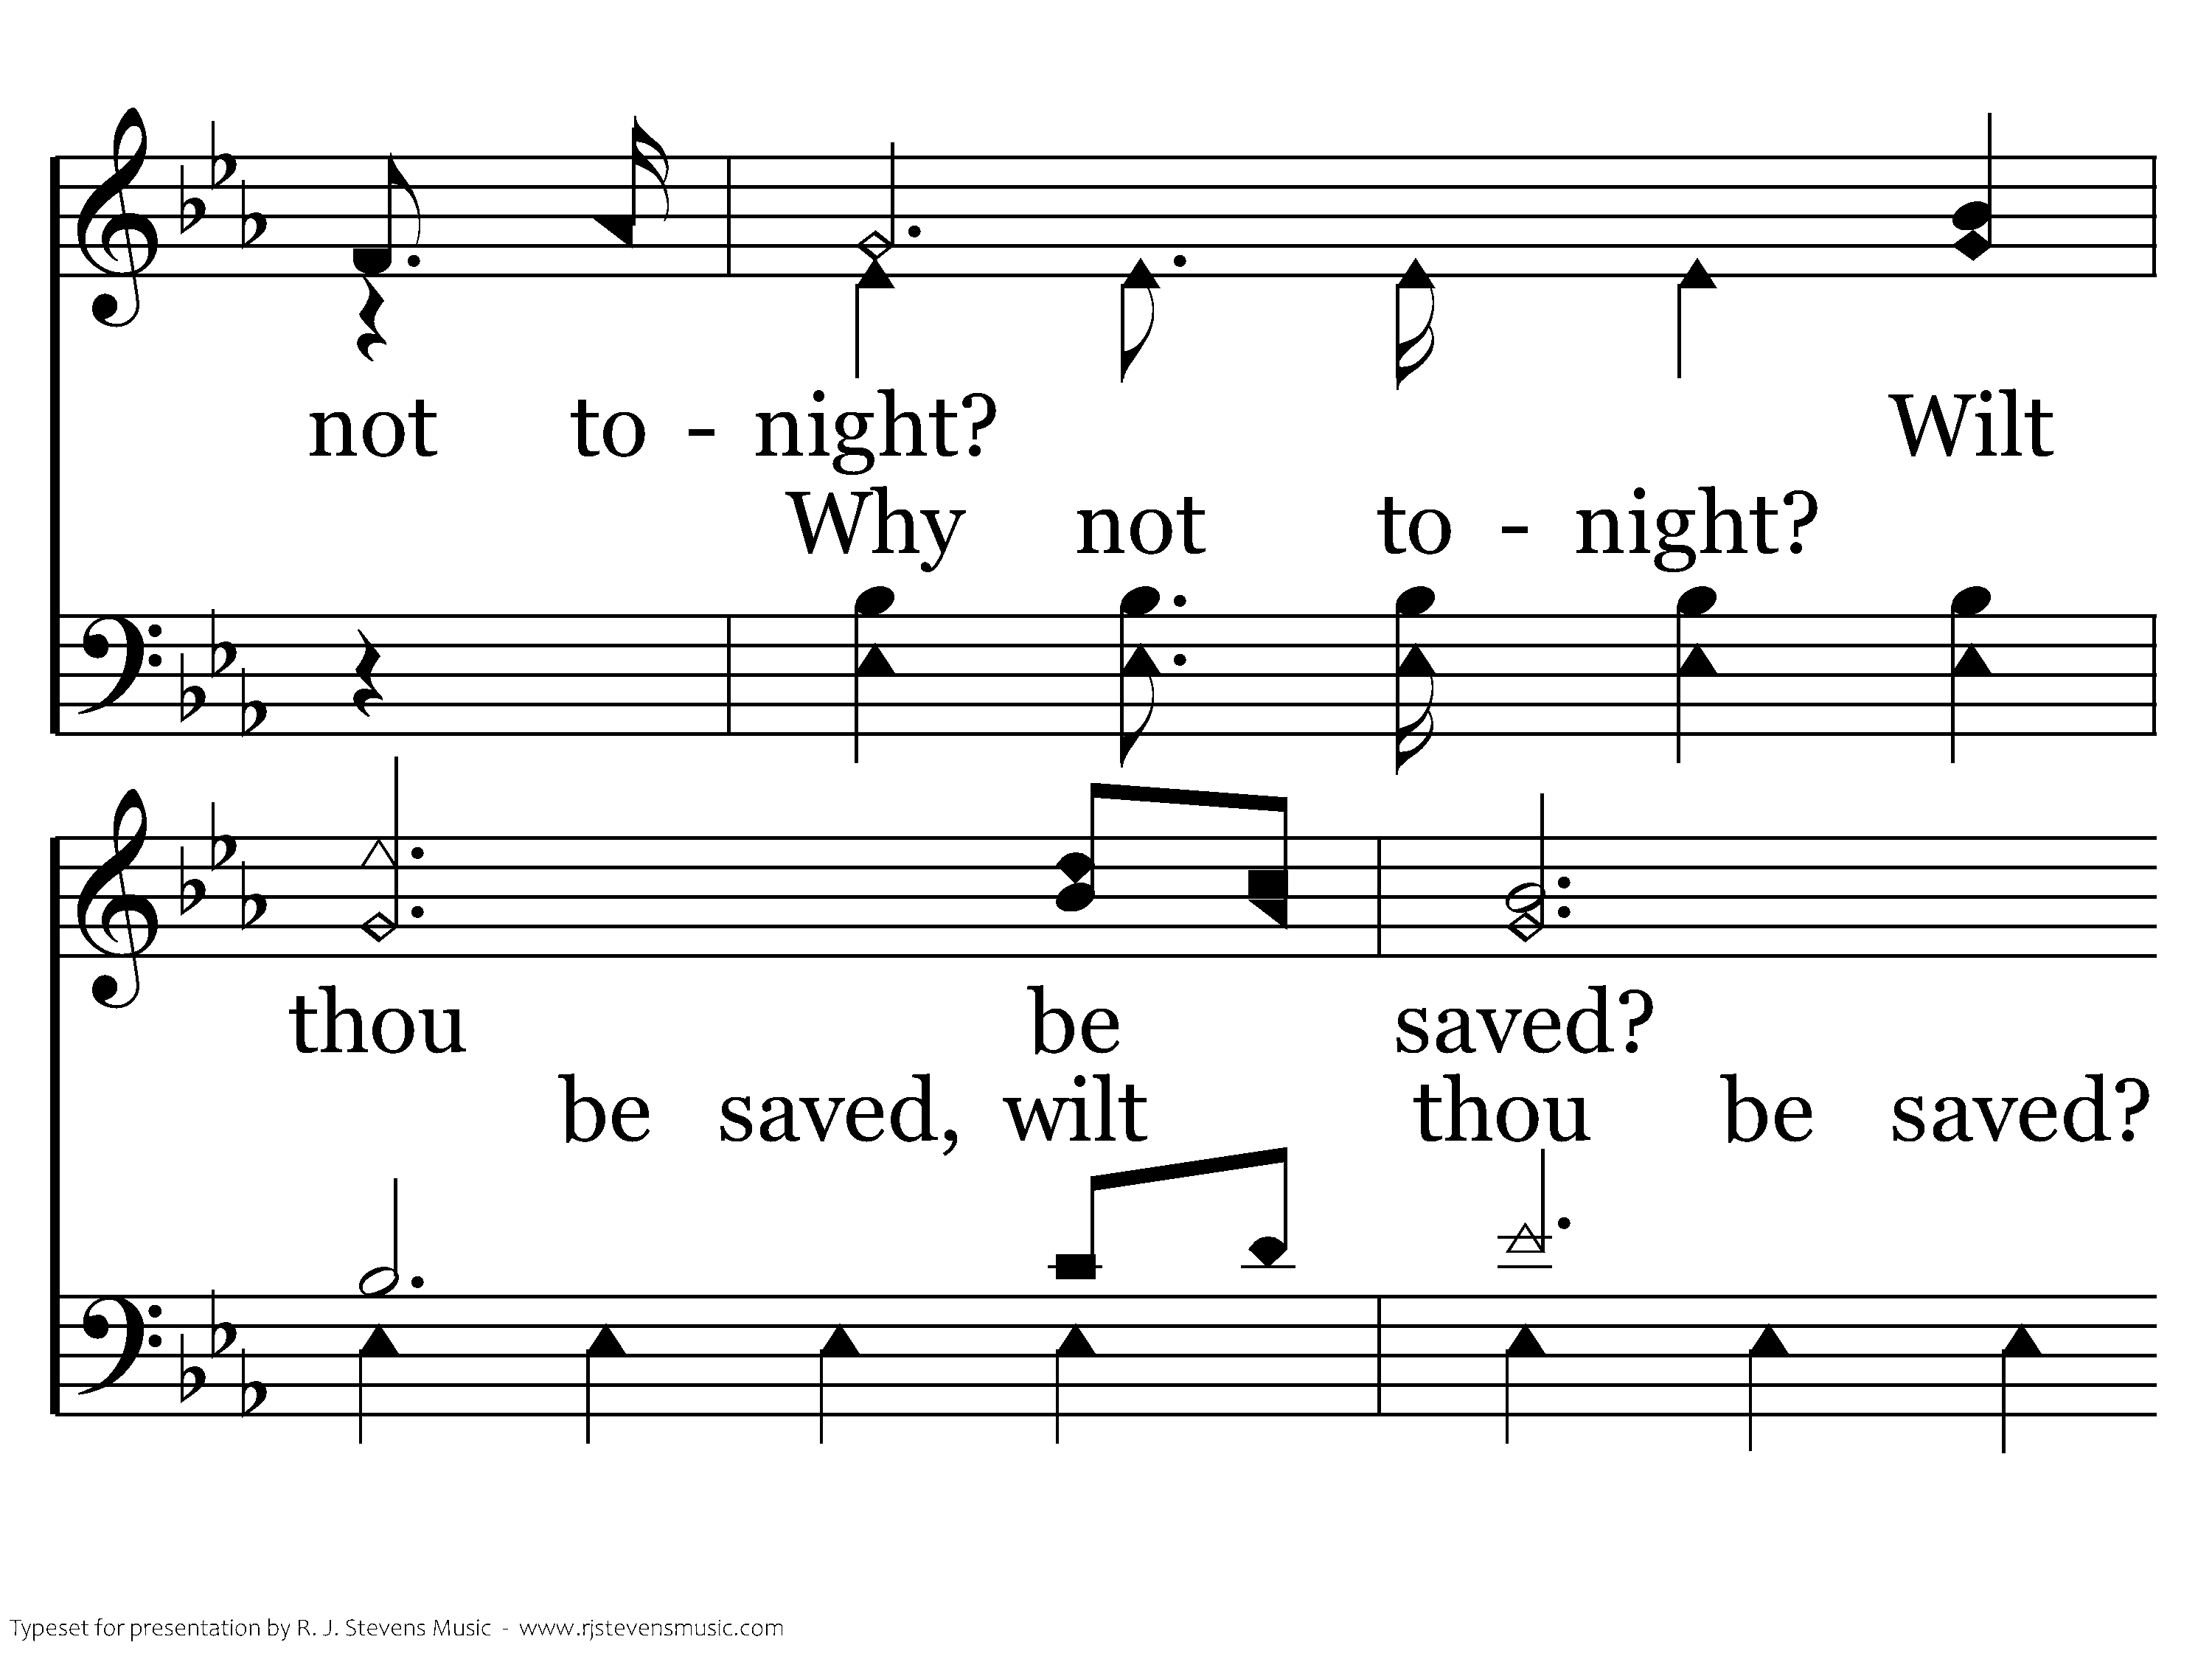 not to - night? Wilt
Why not to - night?
thou be saved?
be saved, wilt thou be saved?
Typeset for presentation by R. J. Stevens Music - www.rjstevensmusic.com